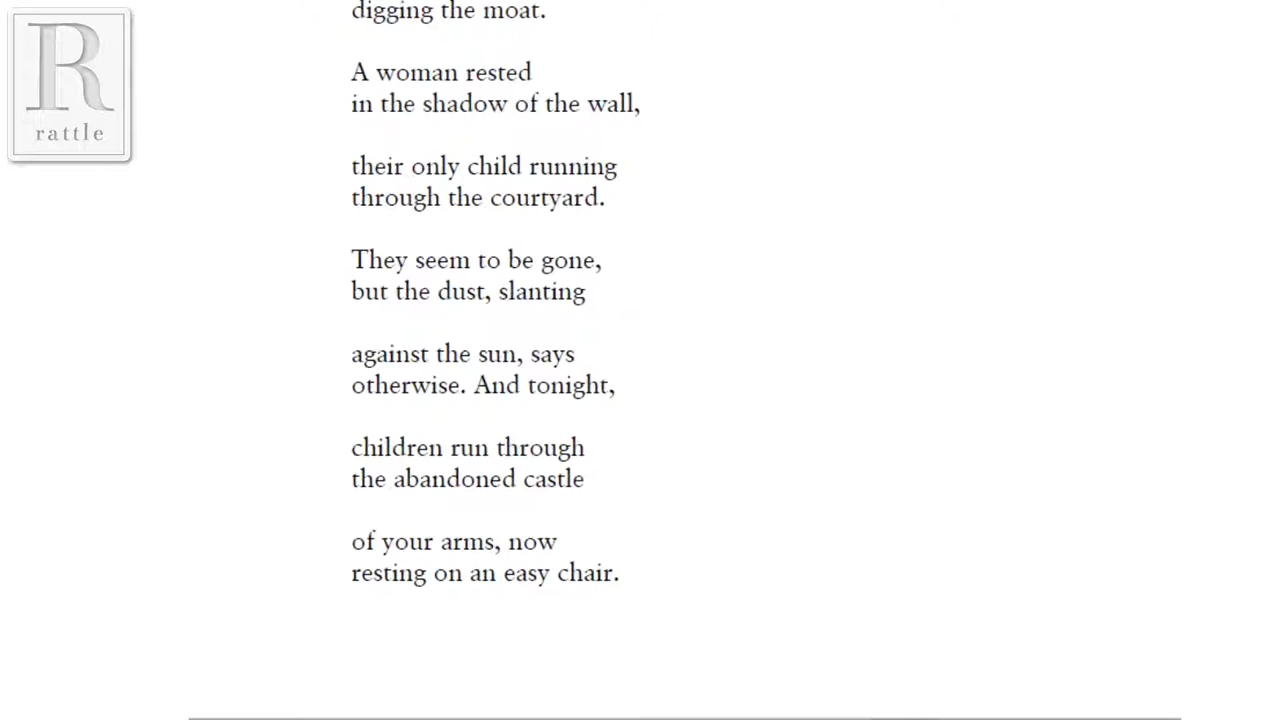 R
rattle
digging the moat.
A woman rested
in the shadow of the wall,
their only child running
through the courtyard.
They seem to be gone,
but the dust, slanting
against the sun, says
otherwise. And tonight,
children run through
the abandoned castle
of your arms, now
resting on an easy chair.